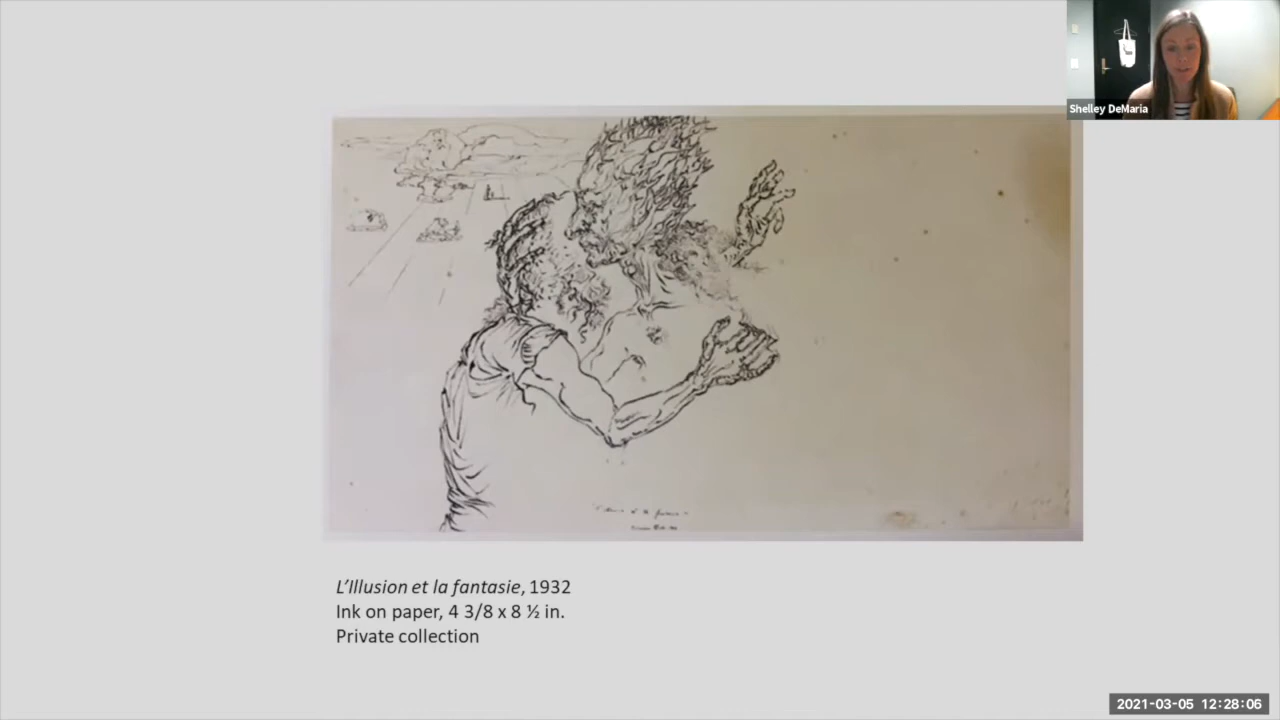 Shelley DeMaria
L'Illusion et la fantasie, 1932
Ink on paper, 4 3/8 x 8 ½ in.
Private collection
2021-03-05 12:28:06